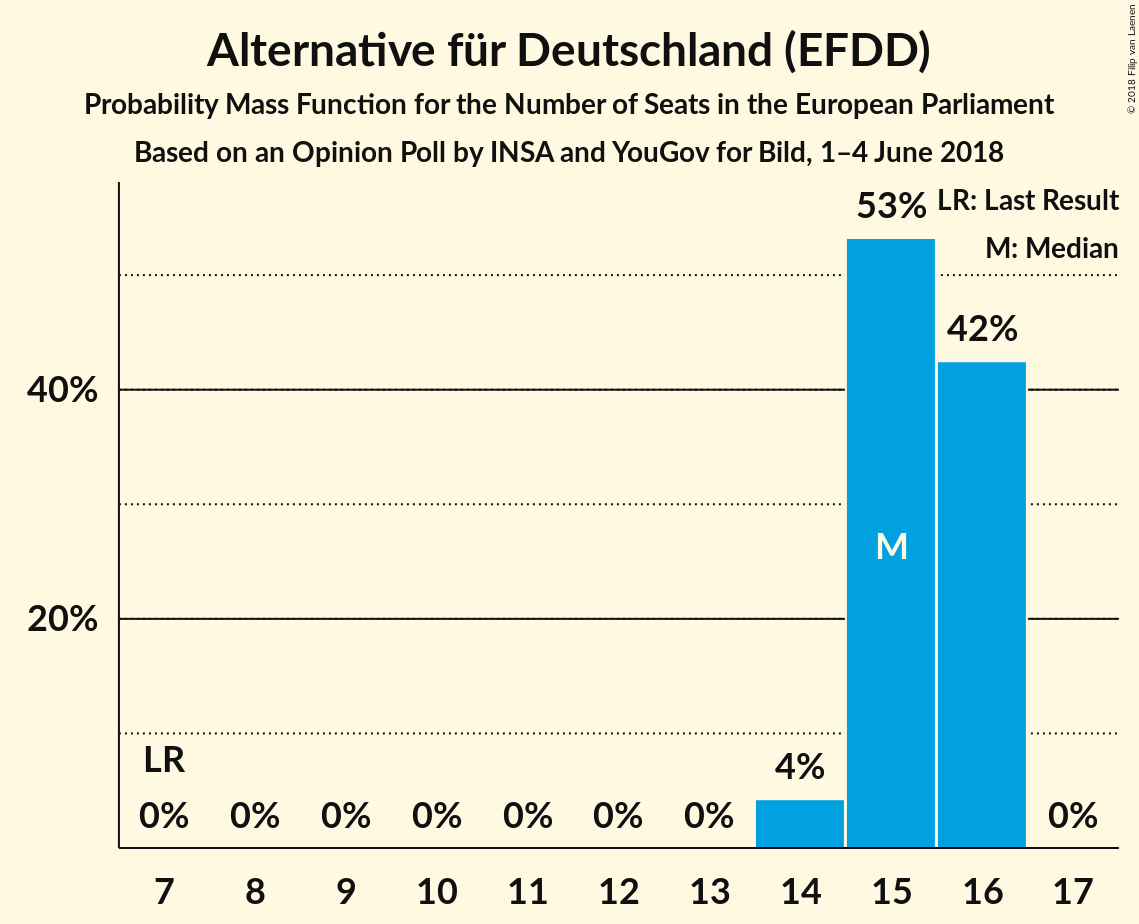 Alternative für Deutschland (EFDD)
Probability Mass Function for the Number of Seats in the European Parliament
Based on an Opinion Poll by INSA and YouGov for Bild, 1–4 June 2018
© 2018 Filip van Laenen
LR: Last Result
M: Median
53%
42%
40%
M
20%
LR
4%
0% 0% 0% 0% 0% 0% 0% 0%
7 8 9 10 11 12 13 14 15 16 17